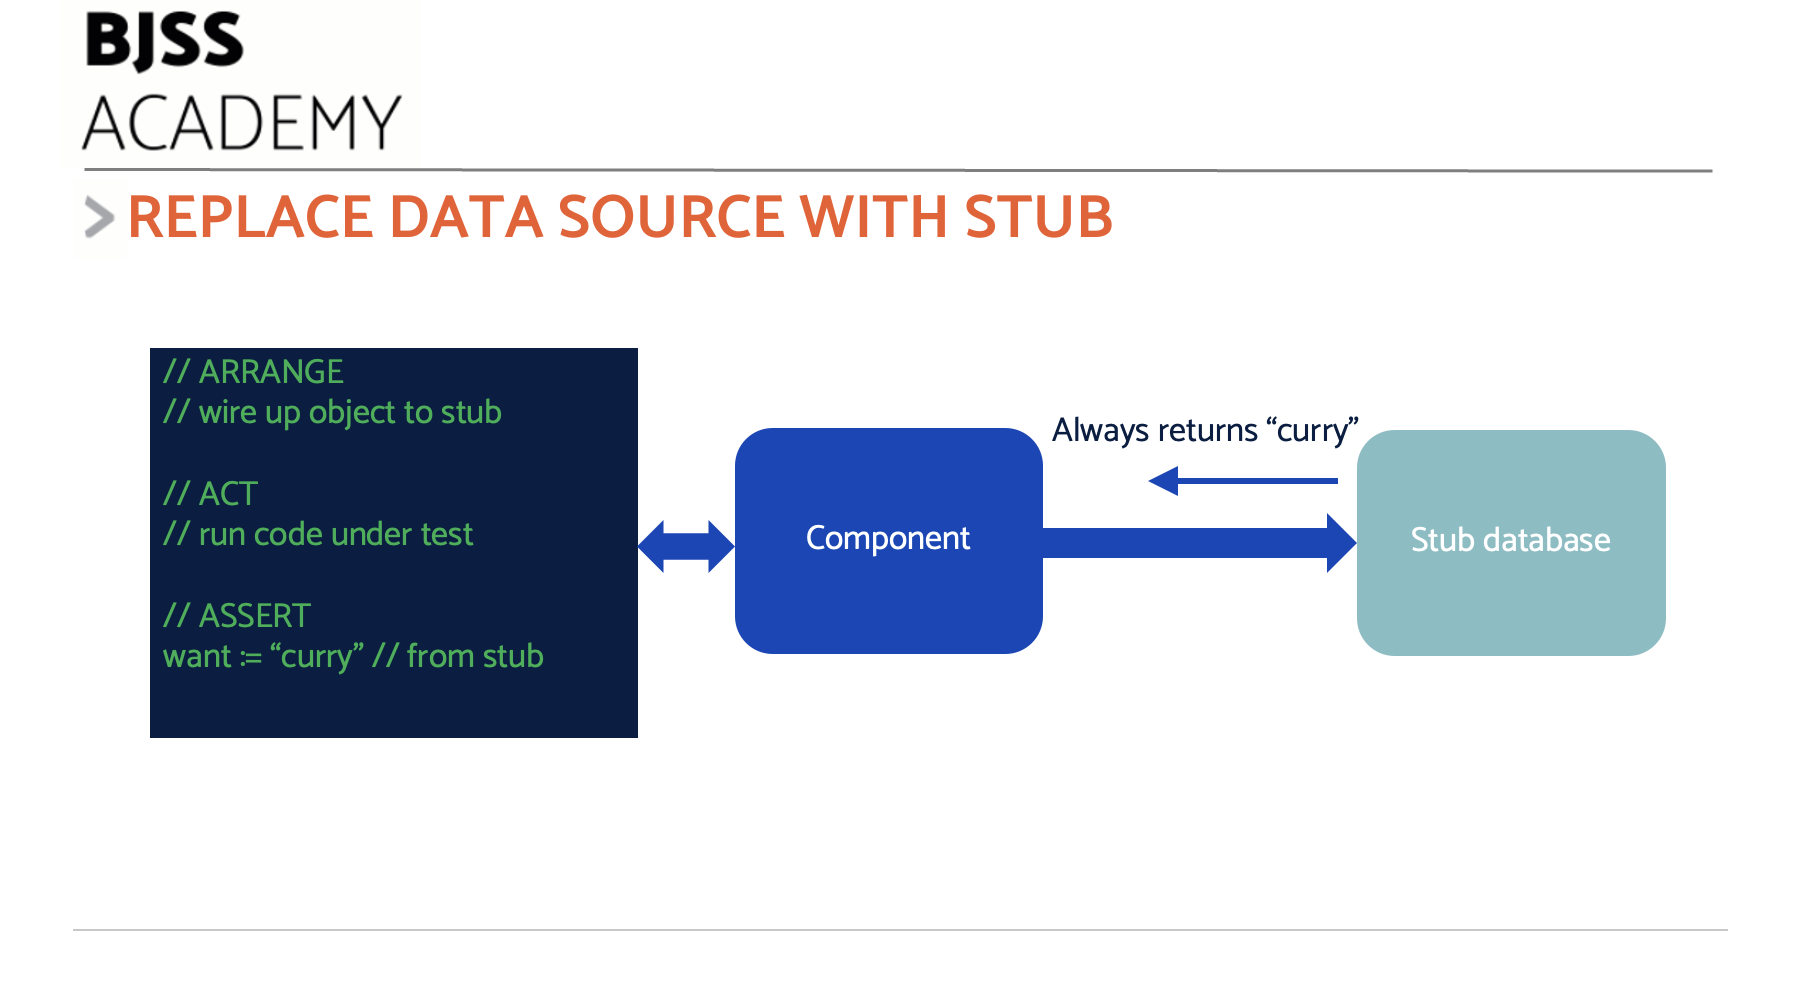 BJSS
ACADEMY
> REPLACE DATA SOURCE WITH STUB
// ARRANGE
// wire up object to stub
// ACT
// run code under test
// ASSERT
want := “curry” // from stub
Component
Always returns “curry”
Stub database